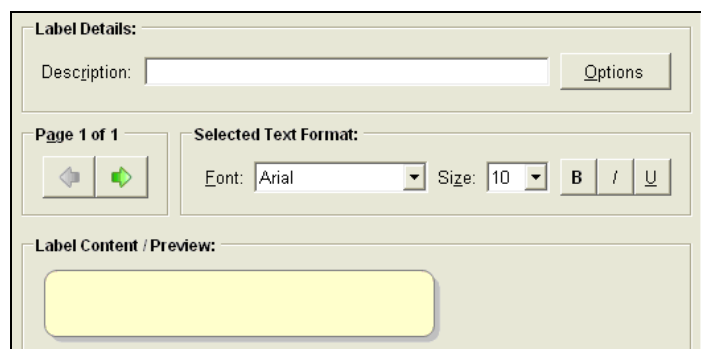 Label Details:
Description: Options
Page 1 of 1 Selected Text Format:
Font: Arial Size: 10 B I U
Label Content / Preview: